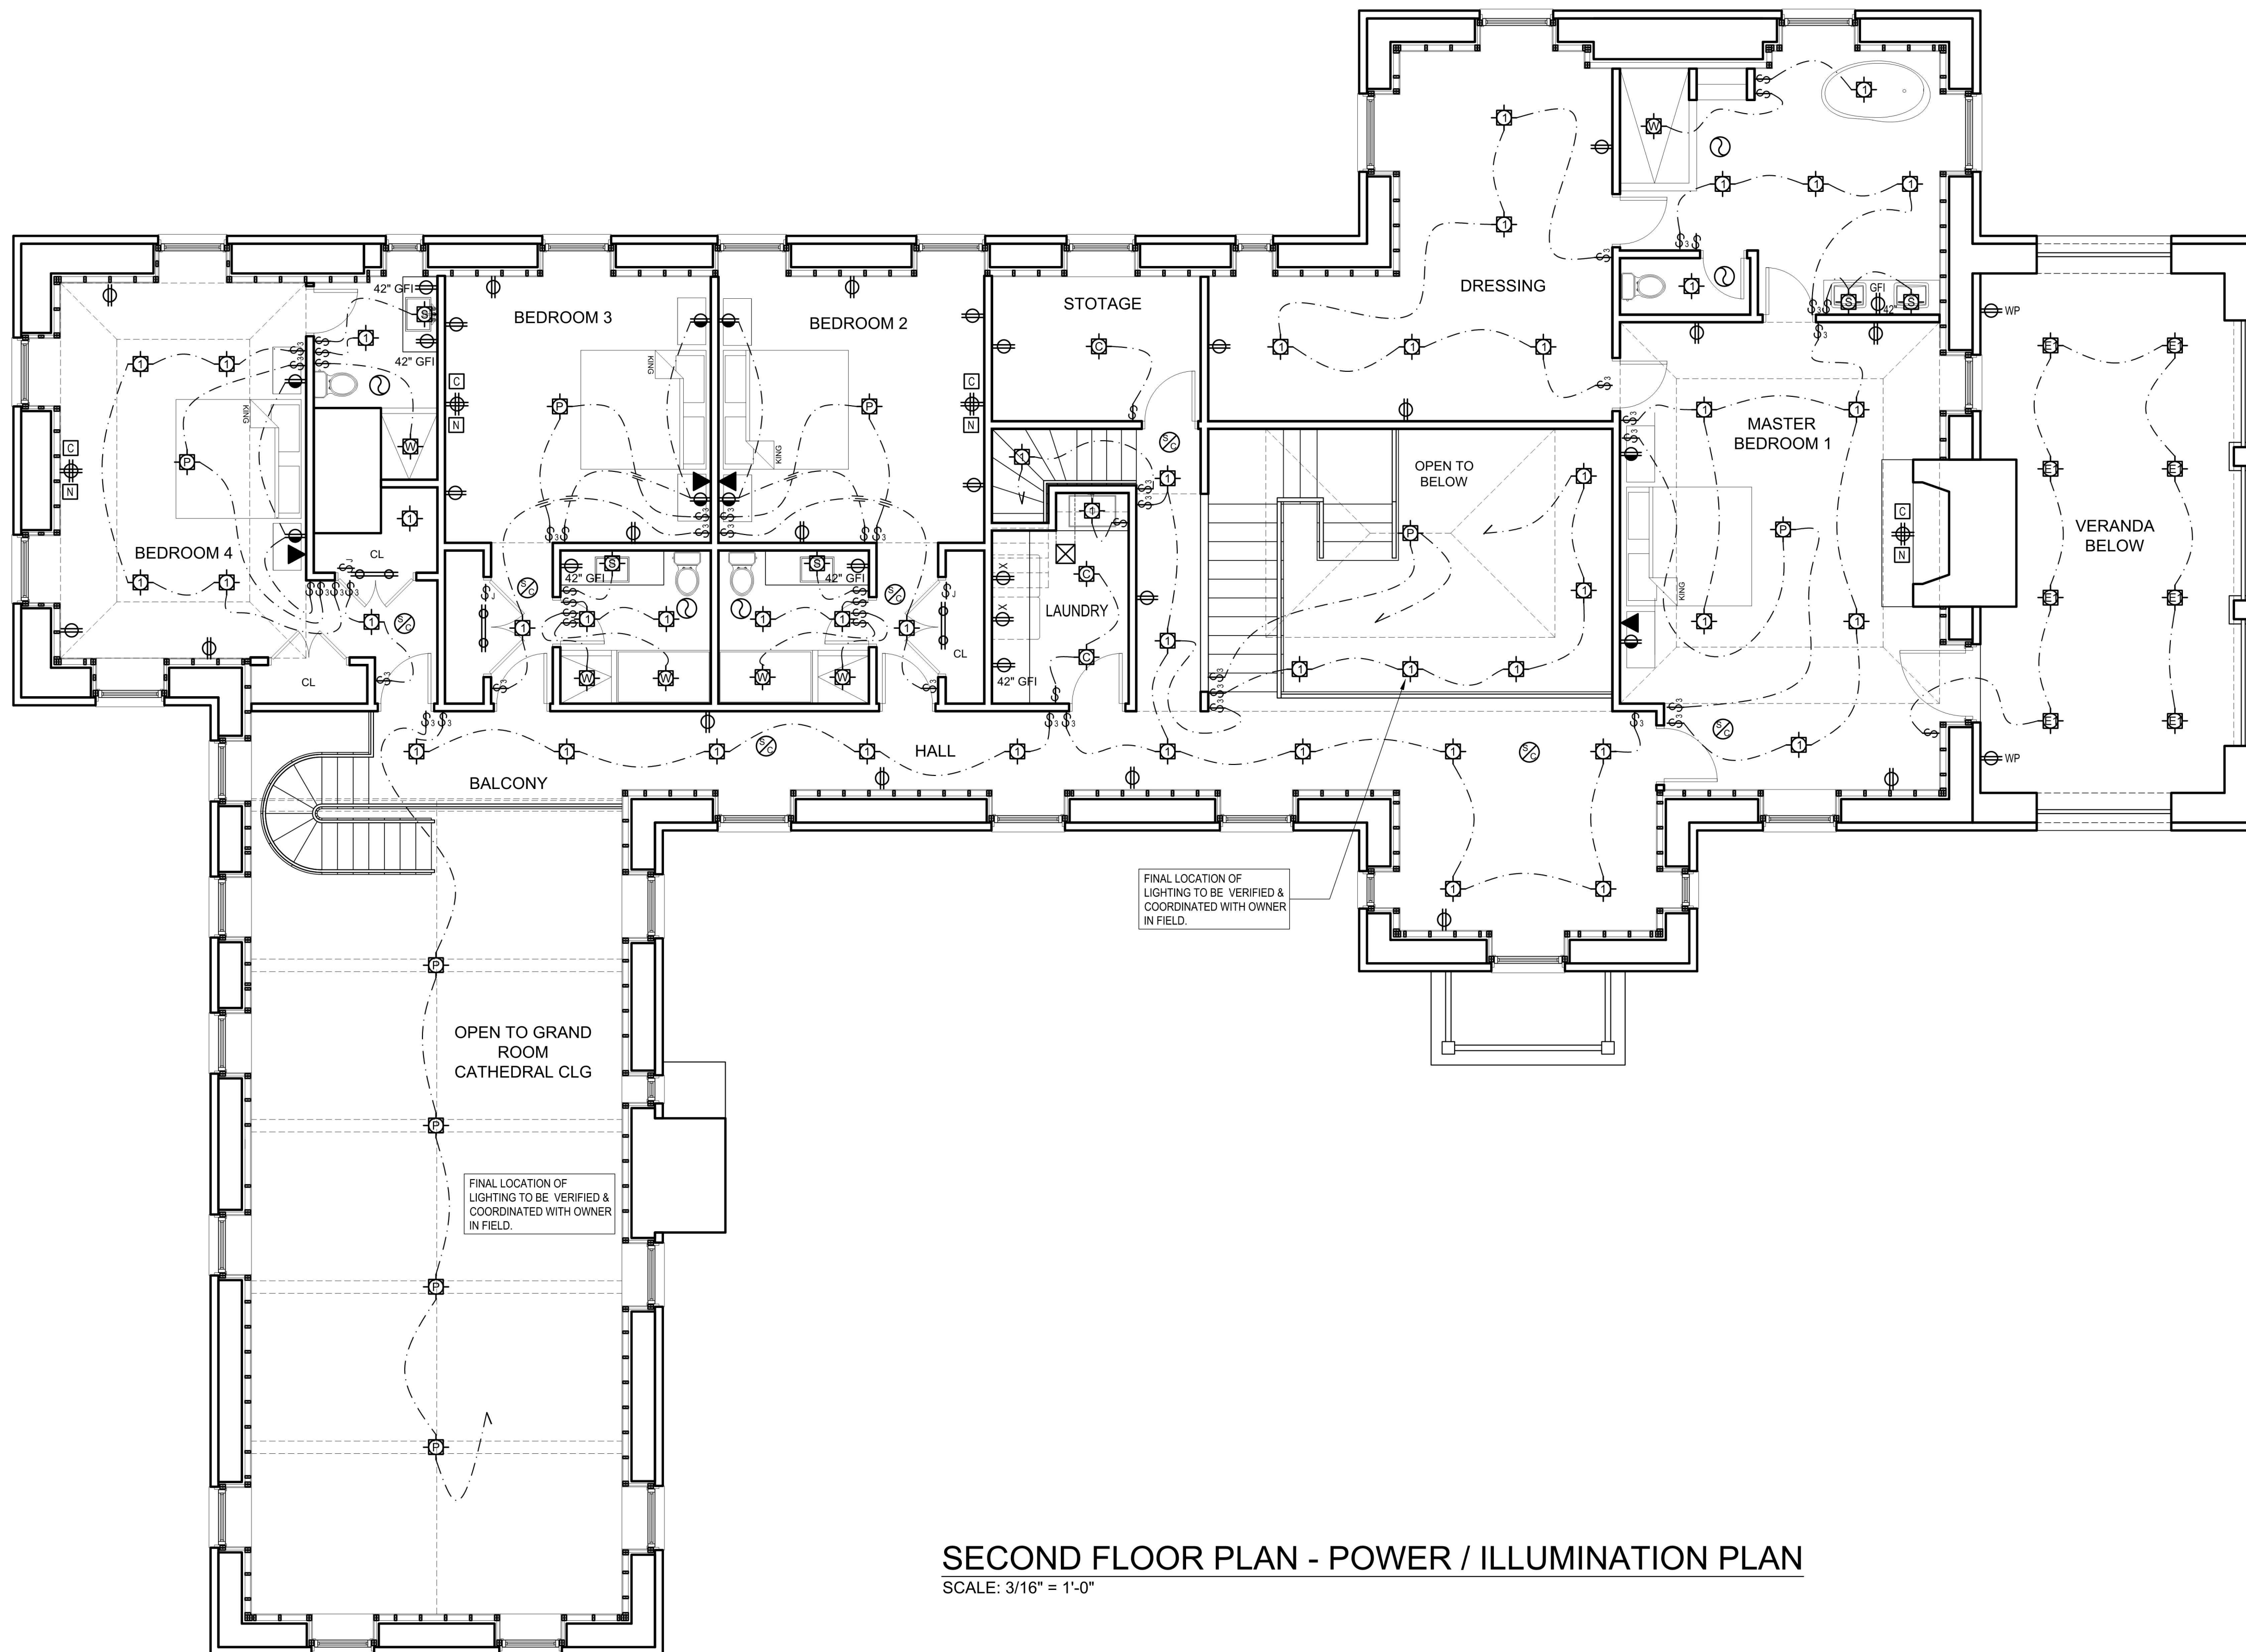 DRESSING
42" GFI
GFI
42"
STOTAGE
BEDROOM 3
BEDROOM 2
WP
42" GFI
C
N
KING
KING
KING
KING
MASTER
BEDROOM 1
OPEN TO
BELOW
VERANDA
BELOW
C
N
C
N
C
N
BEDROOM 4
CL
42" GFI
42" GFI
LAUNDRY
X
X
CL
CL
42" GFI
HALL
BALCONY
WP
FINAL LOCATION OF
LIGHTING TO BE VERIFIED &
COORDINATED WITH OWNER
IN FIELD.
OPEN TO GRAND
ROOM
CATHEDRAL CLG
FINAL LOCATION OF
LIGHTING TO BE VERIFIED &
COORDINATED WITH OWNER
IN FIELD.
SECOND FLOOR PLAN - POWER / ILLUMINATION PLAN
SCALE: 3/16" = 1'-0"